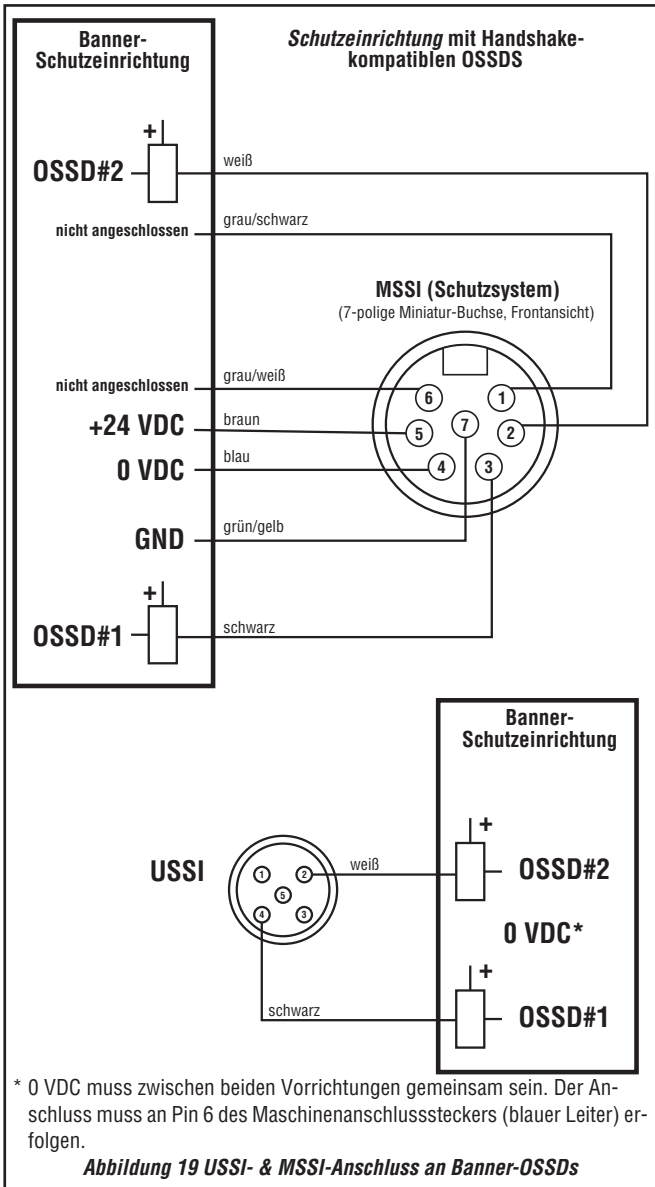 Banner-
Schutzeinrichtung
Schutzeinrichtung mit Handshake-
kompatiblen OSSDS
+
OSSD#2
weiß
nicht angeschlossen
grau/schwarz
MSSI (Schutzsystem)
(7-polige Miniatur-Buchse, Frontansicht)
nicht angeschlossen
grau/weiß
6
1
+24 VDC
braun
5
7
2
0 VDC
blau
4
3
GND
grün/gelb
+
OSSD#1
schwarz
Banner-
Schutzeinrichtung
USSI
1
2
5
4
3
weiß
+
OSSD#2
0 VDC*
+
schwarz
OSSD#1
* 0 VDC muss zwischen beiden Vorrichtungen gemeinsam sein. Der An-
schluss muss an Pin 6 des Maschinenanschlusssteckers (blauer Leiter) er-
folgen.
Abbildung 19 USSI- & MSSI-Anschluss an Banner-OSSDs